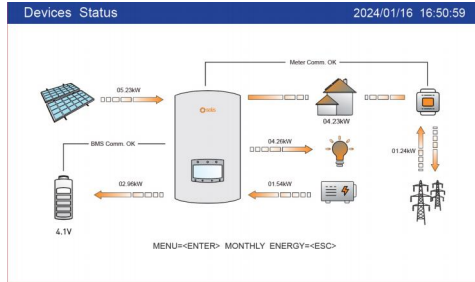 Devices Status 2024/01/16 16:50:59
Meter Comm. OK
05.23kW
solis
04.23kW
BMS Comm. OK
04.26kW
01.24kW
02.96kW
01.54kW
4.1V
MENU=<ENTER> MONTHLY ENERGY=<ESC>